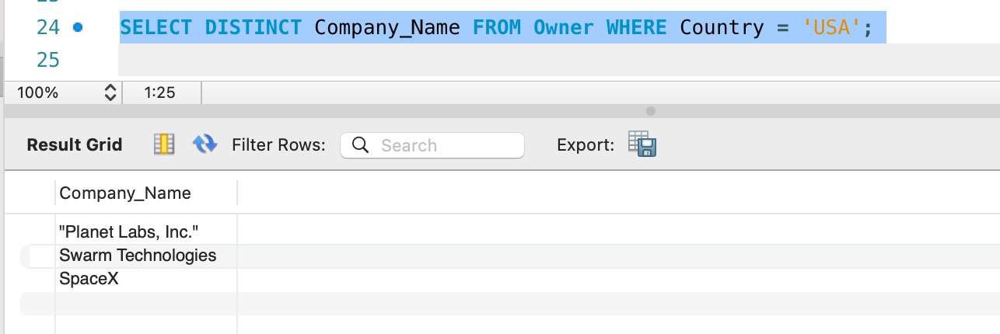 24 SELECT DISTINCT Company_Name FROM Owner WHERE Country = 'USA';
25
100% 1:25
Result Grid Filter Rows: Search Export:
Company_Name
"Planet Labs, Inc."
Swarm Technologies
SpaceX